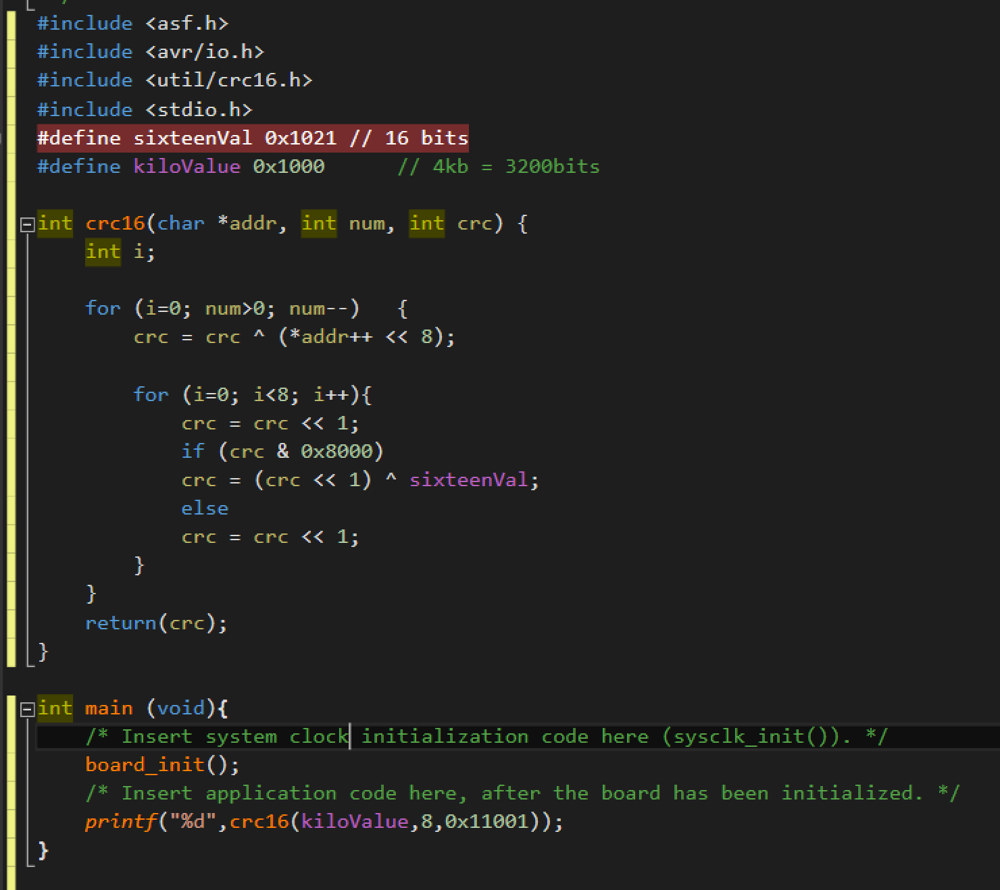 #include <asf.h>
#include <avr/io.h>
#include <util/crc16.h>
#include <stdio.h>
#define sixteenVal 0x1021 // 16 bits
#define kiloValue 0x1000      // 4kb = 3200bits
int crc16(char *addr, int num, int crc) {
    int i;
    for (i=0; num>0; num--)   {
        crc = crc ^ (*addr++ << 8);
        for (i=0; i<8; i++){
            crc = crc << 1;
            if (crc & 0x8000)
            crc = (crc << 1) ^ sixteenVal;
            else
            crc = crc << 1;
        }
    }
    return(crc);
}
int main (void){
    /* Insert system clock initialization code here (sysclk_init()). */
    board_init();
    /* Insert application code here, after the board has been initialized. */
    printf("%d",crc16(kiloValue,8,0x11001));
}